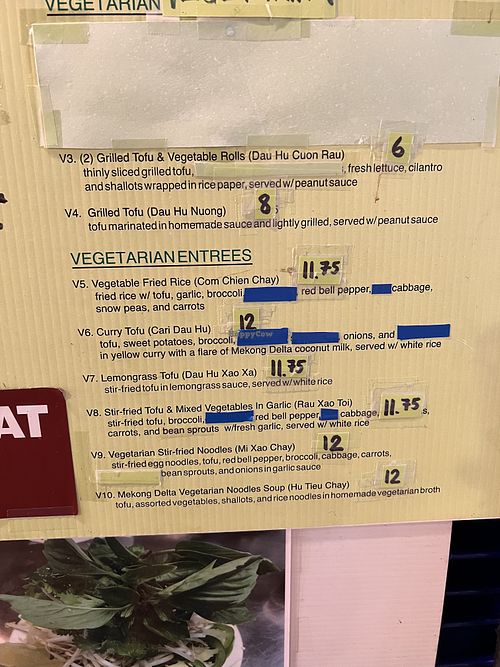 VEGETARIAN
V3. (2) Grilled Tofu & Vegetable Rolls (Dau Hu Cuon Rau) 6
thinly sliced grilled tofu, , fresh lettuce, cilantro
and shallots wrapped in rice paper, served w/ peanut sauce
V4. Grilled Tofu (Dau Hu Nuong) 8
tofu marinated in homemade sauce and lightly grilled, served w/ peanut sauce
VEGETARIAN ENTREES
V5. Vegetable Fried Rice (Com Chien Chay) 11.75
fried rice w/ tofu, garlic, broccoli, red bell pepper, cabbage,
snow peas, and carrots
V6. Curry Tofu (Cari Dau Hu) 12
tofu, sweet potatoes, broccoli, onions, and
in yellow curry with a flare of Mekong Delta coconut milk, served w/ white rice
V7. Lemongrass Tofu (Dau Hu Xao Xa) 11.75
stir-fried tofu in lemongrass sauce, served w/ white rice
V8. Stir-fried Tofu & Mixed Vegetables In Garlic (Rau Xao Toi) 11.75
stir-fried tofu, broccoli, red bell pepper, cabbage, s,
carrots, and bean sprouts w/fresh garlic, served w/ white rice
V9. Vegetarian Stir-fried Noodles (Mi Xao Chay) 12
stir-fried egg noodles, tofu, red bell pepper, broccoli, cabbage, carrots,
bean sprouts, and onions in garlic sauce
V10. Mekong Delta Vegetarian Noodles Soup (Hu Tieu Chay) 12
tofu, assorted vegetables, shallots, and rice noodles in homemade vegetarian broth
AT